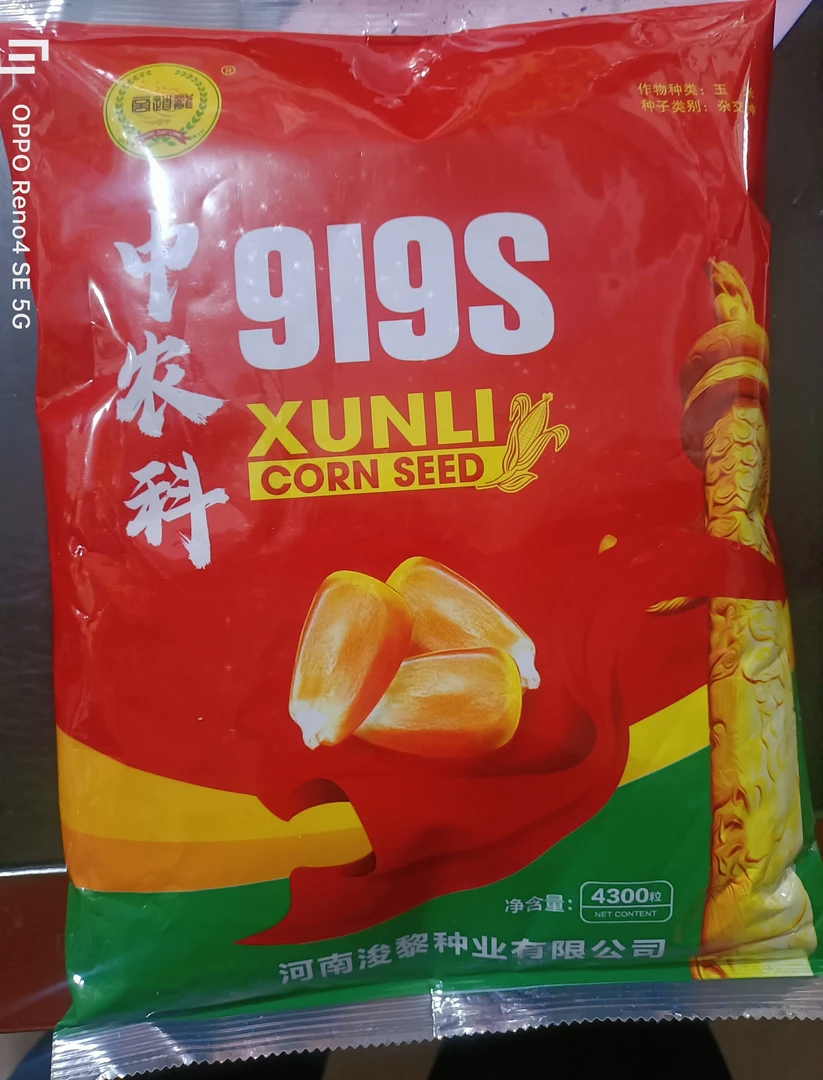 OPPO Reno4 SE 5G
®
作物种类：玉米
种子类别：杂交种
中农科
919S
XUNLI
CORN SEED
净含量：4300粒
NET CONTENT
河南浚黎种业有限公司